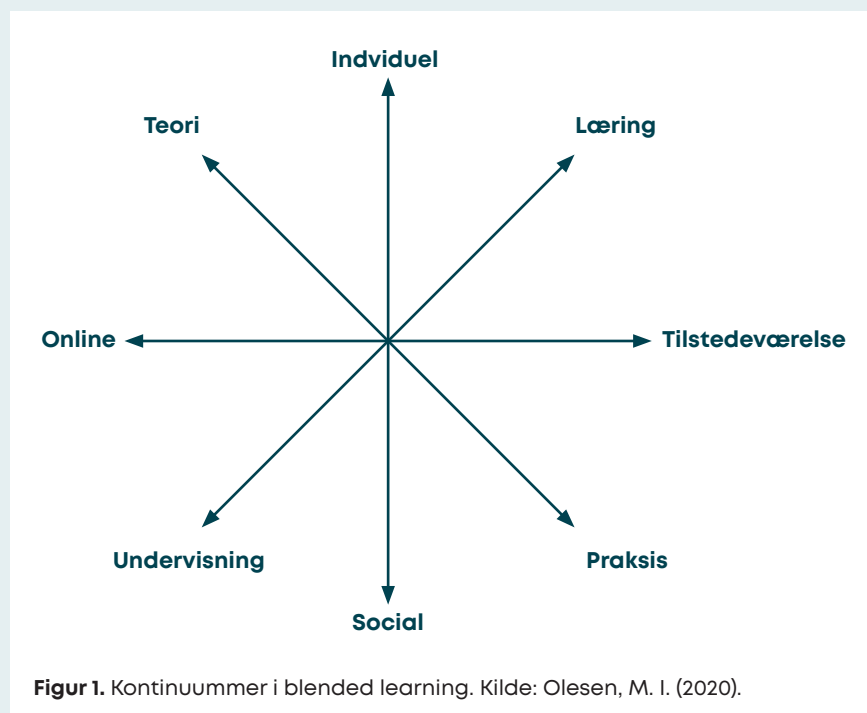 Indviduel
Teori
Læring
Online
Tilstedeværelse
Undervisning
Praksis
Social
Figur 1. Kontinuummer i blended learning. Kilde: Olesen, M. I. (2020).